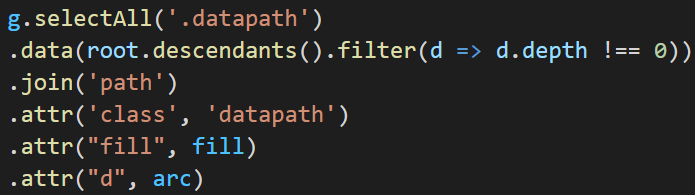 g.selectAll('.datapath')
.data(root.descendants().filter(d => d.depth !== 0))
.join('path')
.attr('class', 'datapath')
.attr("fill", fill)
.attr("d", arc)